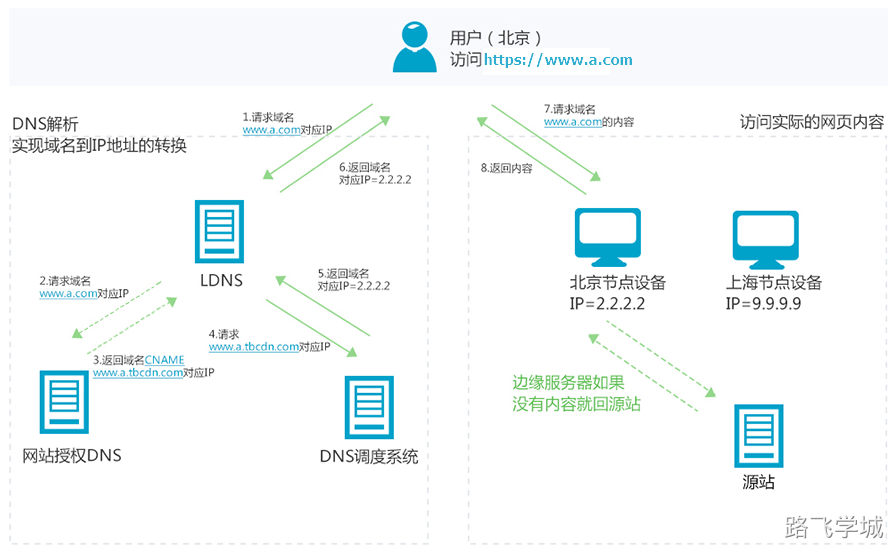 用户（北京）
访问https://www.a.com
DNS解析
实现域名到IP地址的转换
1.请求域名
www.a.com对应IP
6.返回域名
对应IP=2.2.2.2
LDNS
2.请求域名
www.a.com对应IP
5.返回域名
对应IP=2.2.2.2
4.请求
www.a.tbcdn.com对应IP
3.返回域名CNAME
www.a.tbcdn.com对应IP
网站授权DNS
DNS调度系统
7.请求域名
www.a.com的内容
访问实际的网页内容
8.返回内容
北京节点设备
IP=2.2.2.2
上海节点设备
IP=9.9.9.9
边缘服务器如果
没有内容就回源站
源站
路飞学城